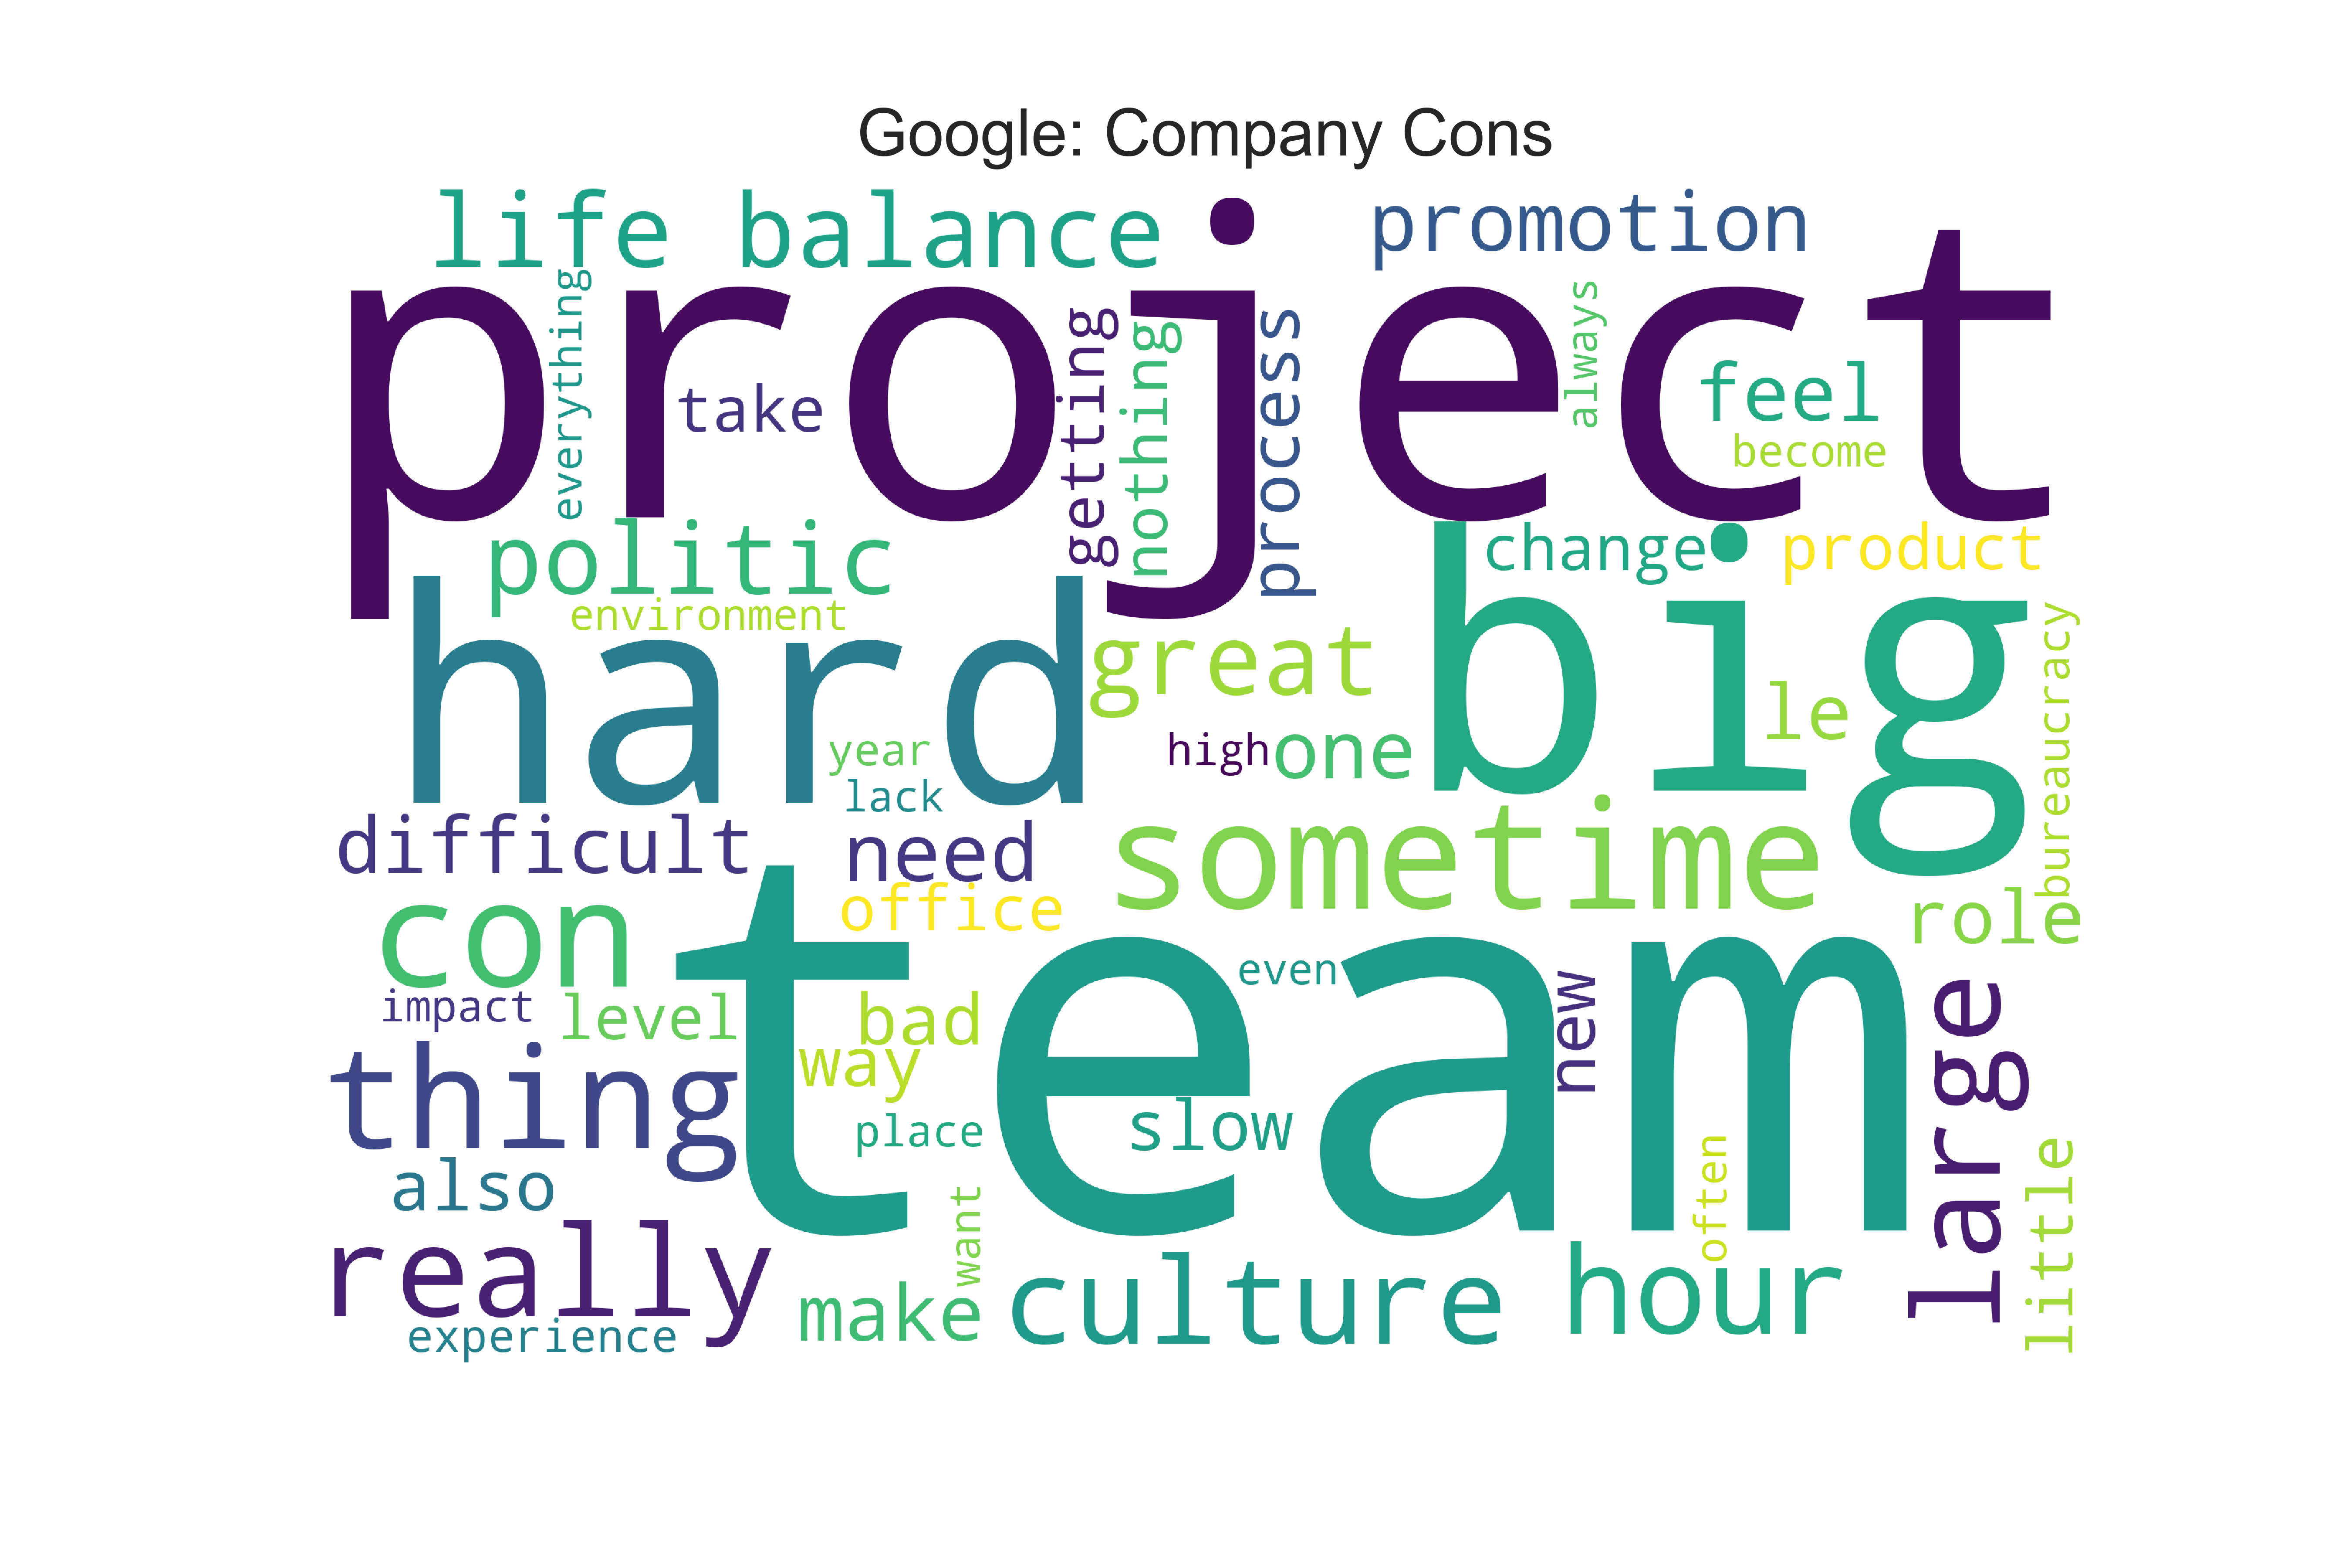 Google: Company Cons
life balance
promotion
project
everything
take
getting
nothing
process
always
feel
become
politic
environment
change
product
hard
great
big
le
bureaucracy
year
high
one
lack
difficult
need
sometime
office
con
role
team
even
new
large
impact
level
bad
way
thing
place
slow
also
often
little
want
really
make
culture
hour
experience